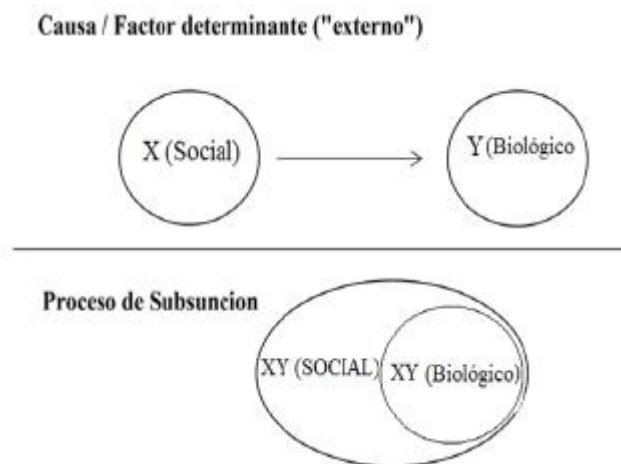 Causa / Factor determinante ("externo")
X (Social)
Y (Biológico
Proceso de Subsuncion
XY (SOCIAL)
XY (Biológico)